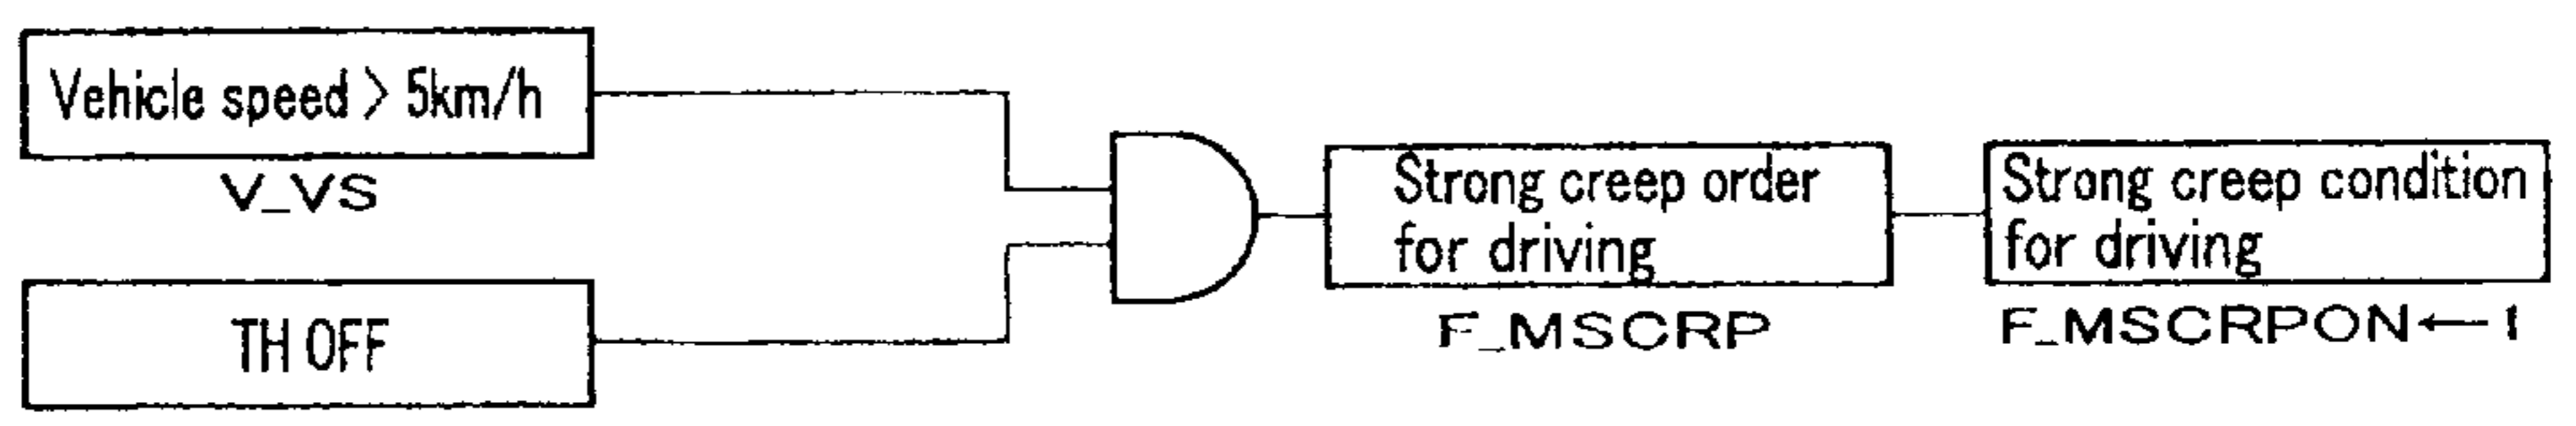 Vehicle speed > 5km/h
V_VS
TH OFF
Strong creep order
for driving
F_MSCRP
Strong creep condition
for driving
F_MSCRPON ← 1